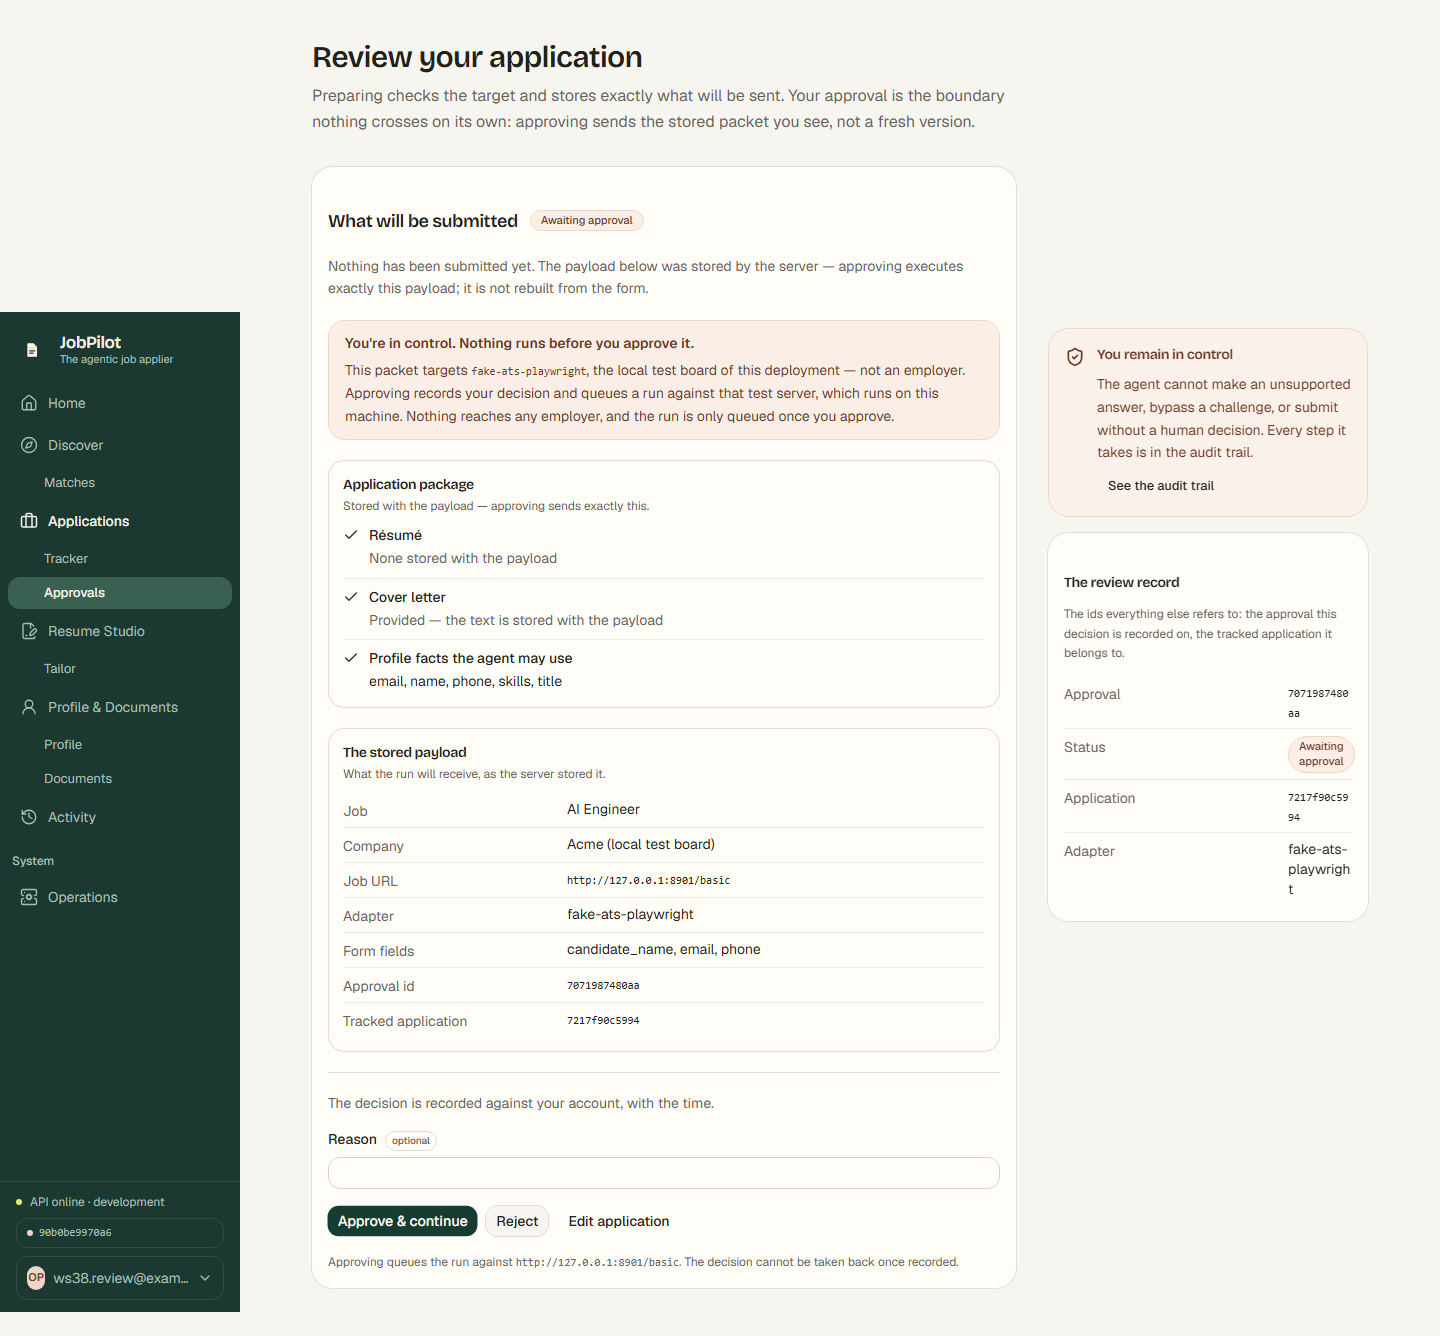 Review your application
Preparing checks the target and stores exactly what will be sent. Your approval is the boundary
nothing crosses on its own: approving sends the stored packet you see, not a fresh version.
JobPilot
The agentic job applier
Home
Discover
Matches
Applications
Tracker
Approvals
Resume Studio
Tailor
Profile & Documents
Profile
Documents
Activity
System
Operations
API online · development
90b0be9970a6
OP
ws38.review@exam...
What will be submitted
Awaiting approval
Nothing has been submitted yet. The payload below was stored by the server — approving executes
exactly this payload; it is not rebuilt from the form.
You're in control. Nothing runs before you approve it.
This packet targets fake-ats-playwright, the local test board of this deployment — not an employer.
Approving records your decision and queues a run against that test server, which runs on this
machine. Nothing reaches any employer, and the run is only queued once you approve.
Application package
Stored with the payload — approving sends exactly this.
Résumé
None stored with the payload
Cover letter
Provided — the text is stored with the payload
Profile facts the agent may use
email, name, phone, skills, title
The stored payload
What the run will receive, as the server stored it.
Job AI Engineer
Company Acme (local test board)
Job URL http://127.0.0.1:8901/basic
Adapter fake-ats-playwright
Form fields candidate_name, email, phone
Approval id 7071987480aa
Tracked application 7217f90c5994
The decision is recorded against your account, with the time.
Reason optional
Approve & continue
Reject
Edit application
Approving queues the run against http://127.0.0.1:8901/basic. The decision cannot be taken back once recorded.
You remain in control
The agent cannot make an unsupported
answer, bypass a challenge, or submit
without a human decision. Every step it
takes is in the audit trail.
See the audit trail
The review record
The ids everything else refers to: the approval this
decision is recorded on, the tracked application it
belongs to.
Approval 7071987480
aa
Status Awaiting
approval
Application 7217f90c59
94
Adapter fake-ats-
playwrigh
t